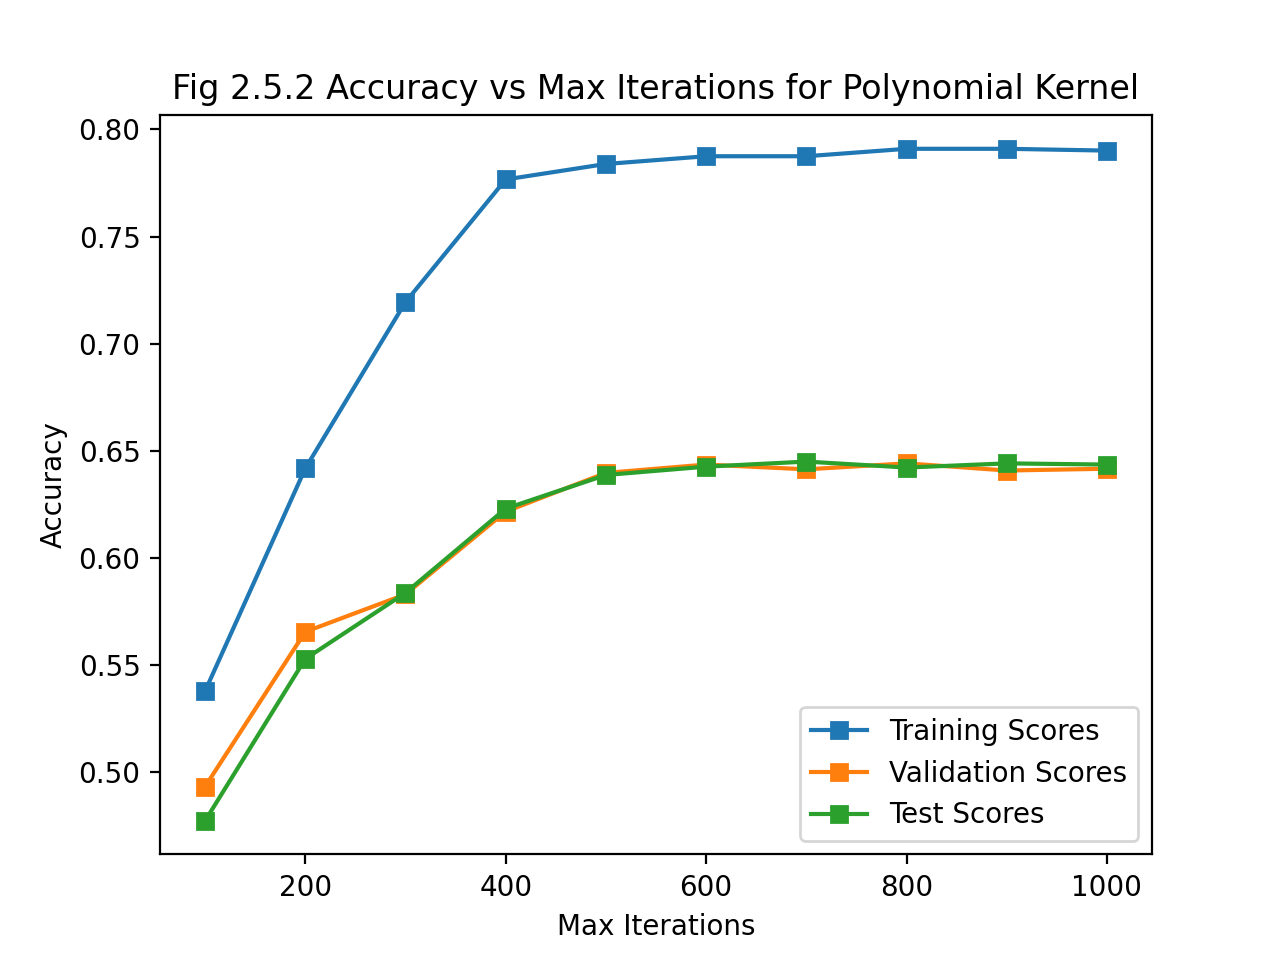 Fig 2.5.2 Accuracy vs Max Iterations for Polynomial Kernel
0.80
0.75
0.70
0.65
0.60
0.55
0.50
Accuracy
Training Scores
Validation Scores
Test Scores
200 400 600 800 1000
Max Iterations